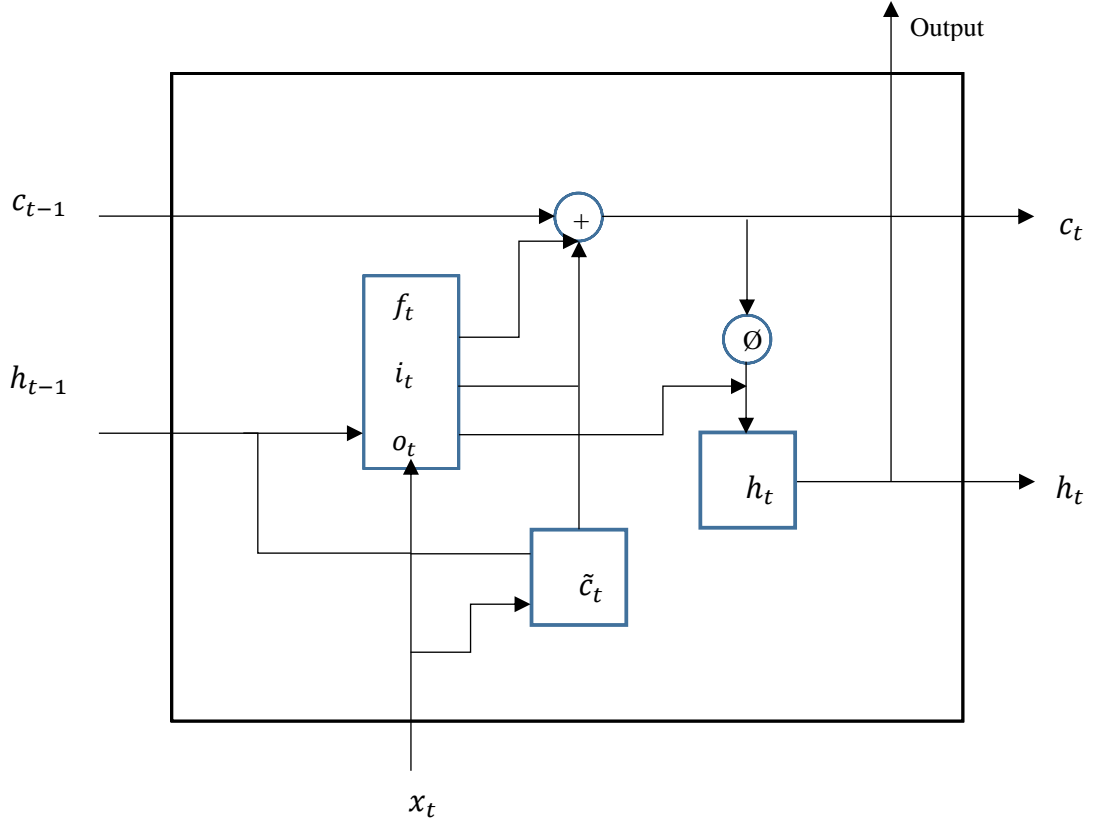 Output
c_{t−1}
+
c_t
f_t
Ø
i_t
h_{t−1}
o_t
h_t
h_t
c̃_t
x_t